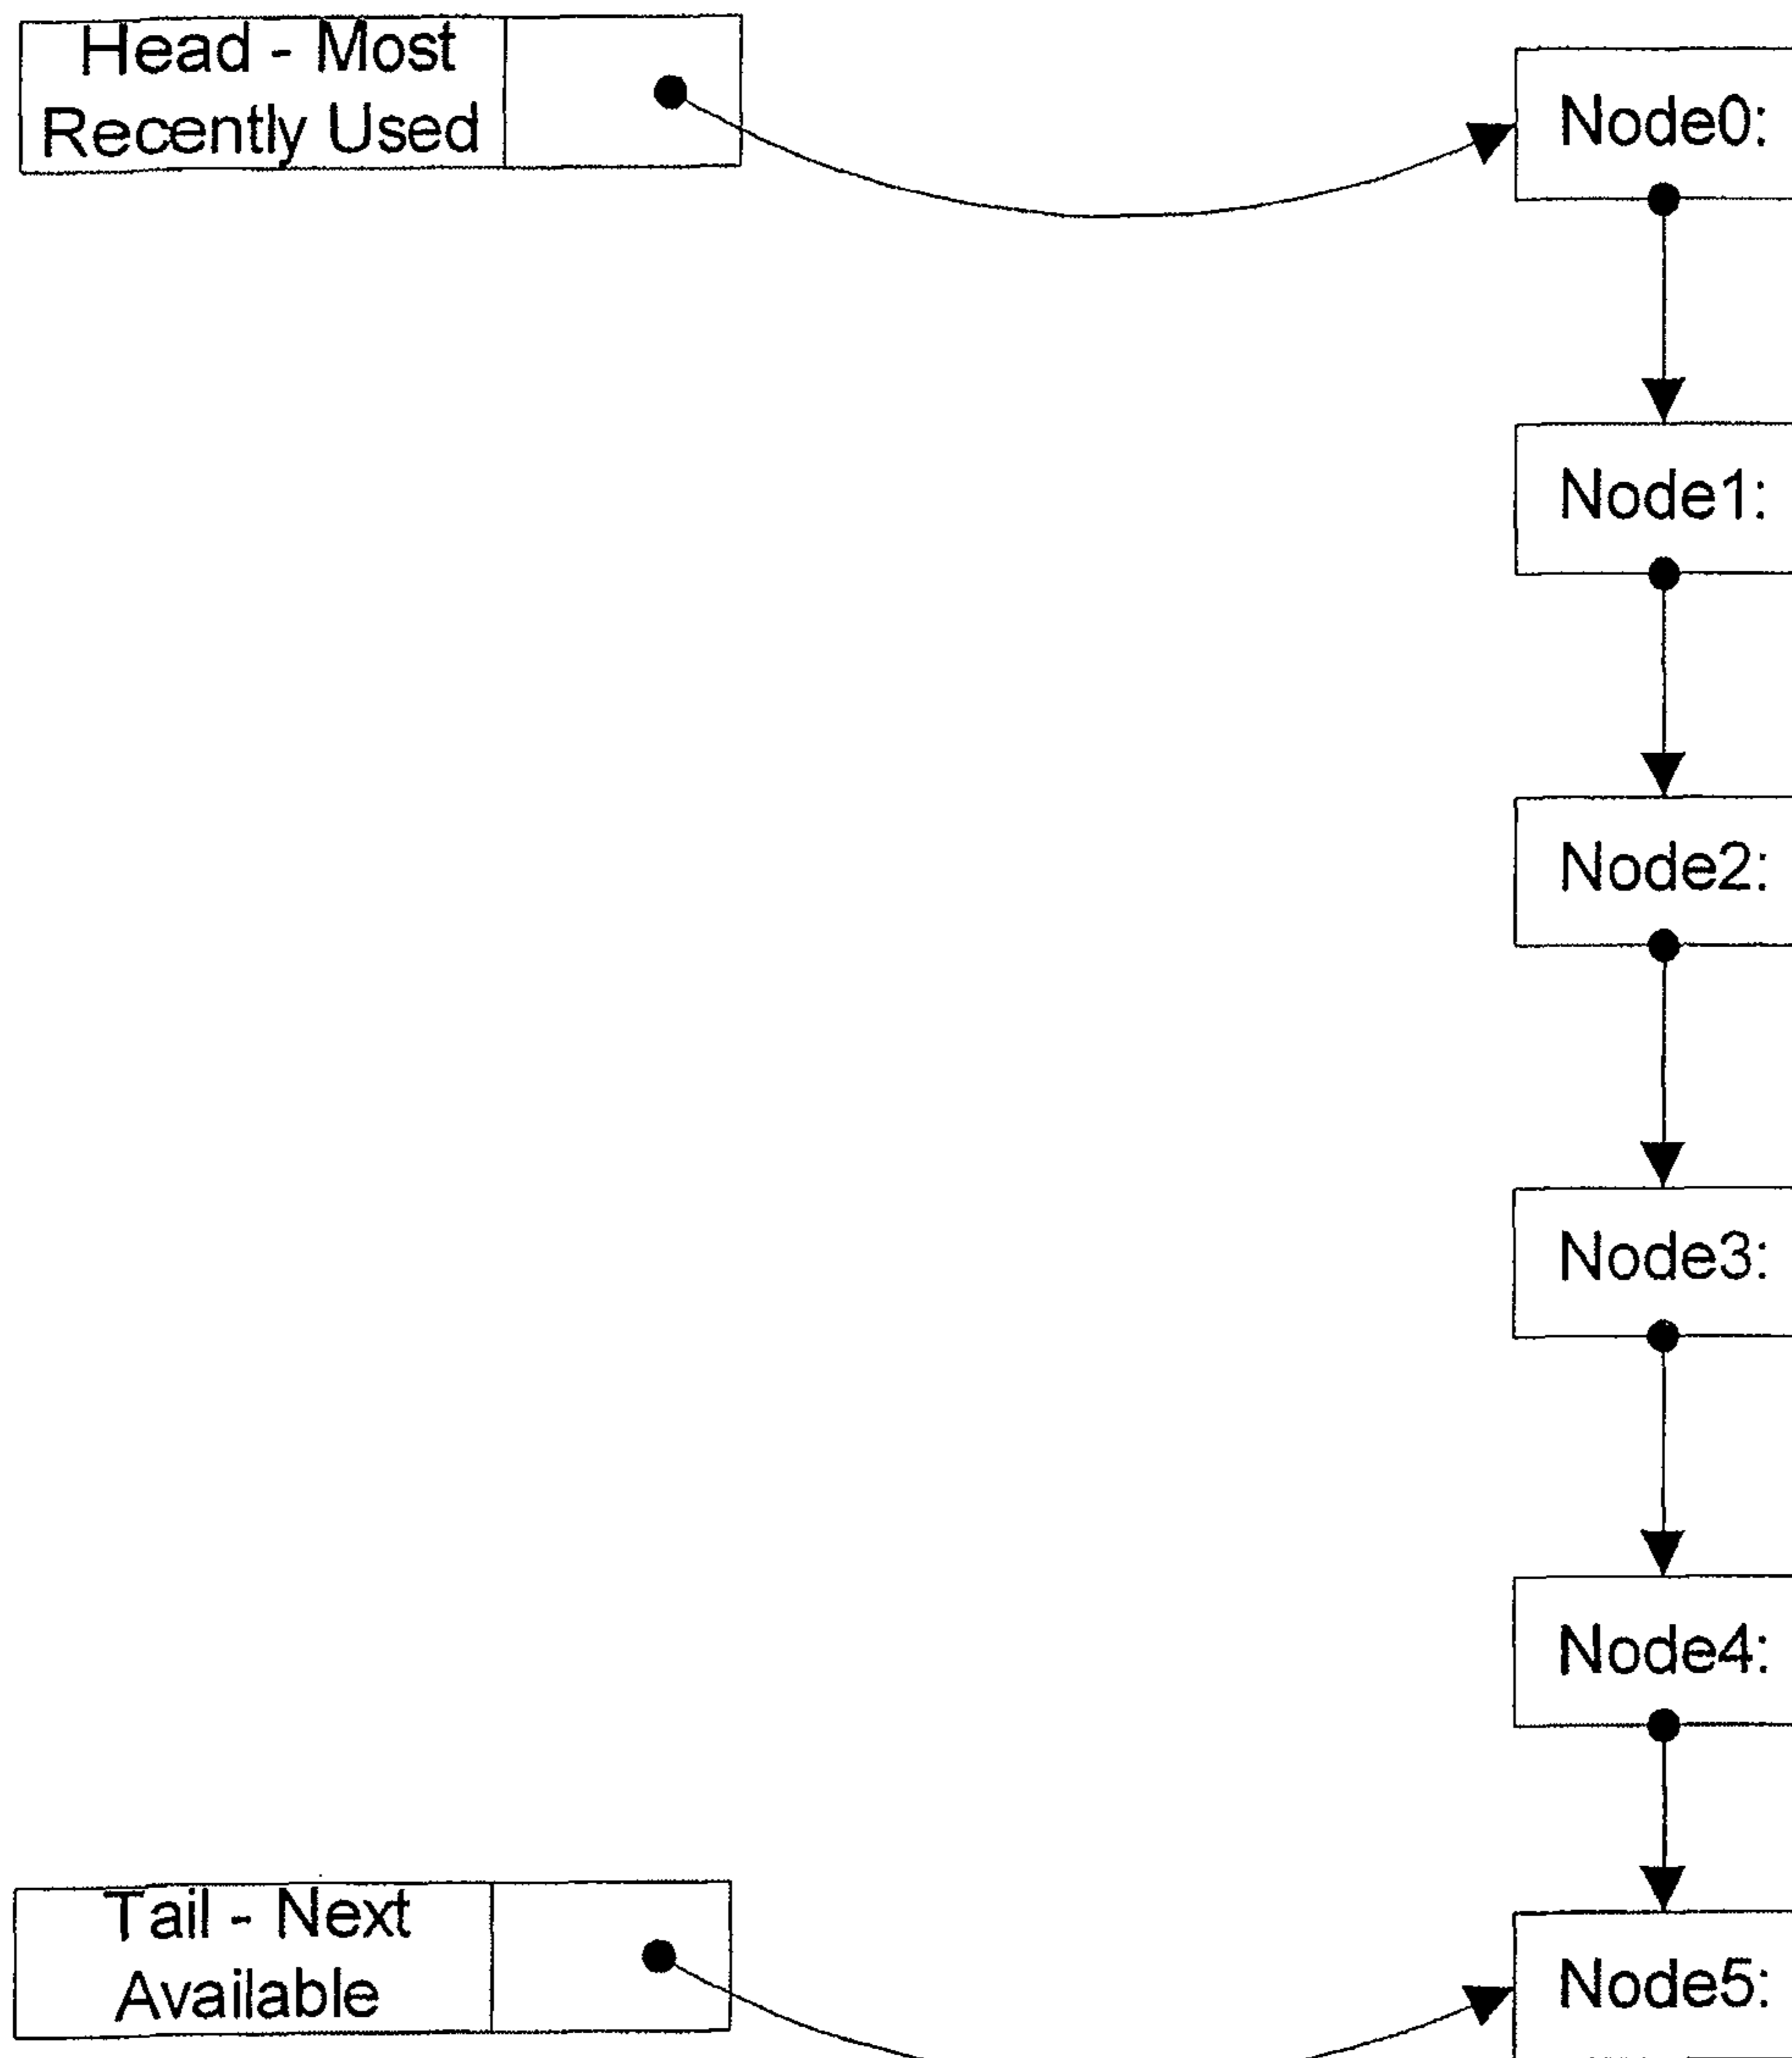 Head - Most
Recently Used
Node0:
Node1:
Node2:
Node3:
Node4:
Tail - Next
Available
Node5: